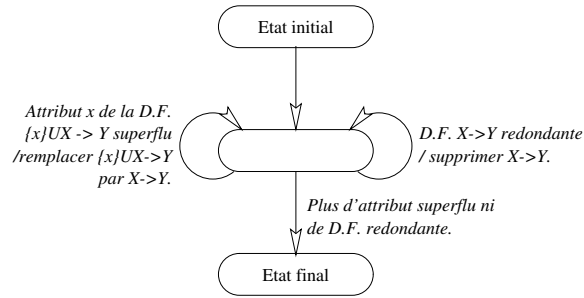 Etat initial
Attribut x de la D.F.
{x}UX -> Y superflu
/remplacer {x}UX->Y
par X->Y.
D.F. X->Y redondante
/ supprimer X->Y.
Plus d'attribut superflu ni
de D.F. redondante.
Etat final